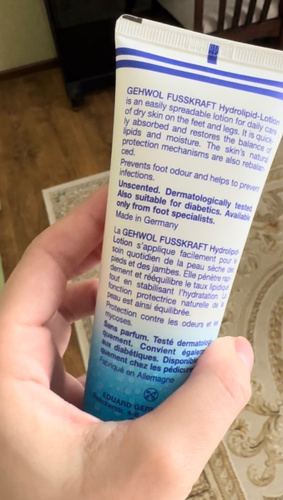 GEHWOL FUSSKRAFT Hydrolipid-Lotion
is an easily spreadable lotion for daily care
of dry skin on the feet and legs. It is quick-
ly absorbed and restores the balance of
lipids and moisture. The skin's natural
protection mechanisms are also rebalan-
ced.
Prevents foot odour and helps to prevent
infections.
Unscented. Dermatologically tested.
Also suitable for diabetics. Available
only from foot specialists.
Made in Germany
La GEHWOL FUSSKRAFT Hydrolipid-
Lotion s'applique facilement pour le
soin quotidien de la peau sèche des
pieds et des jambes. Elle pénètre rapi-
dement et rééquilibre le taux lipidique
tout en stabilisant l'hydratation. La
fonction protectrice naturelle de la
peau est ainsi équilibrée.
Protection contre les odeurs et les
mycoses.
Sans parfum. Testé dermatologi-
quement. Convient également
aux diabétiques. Disponible
quement chez les pédicures
Fabriqué en Allemagne
EDUARD